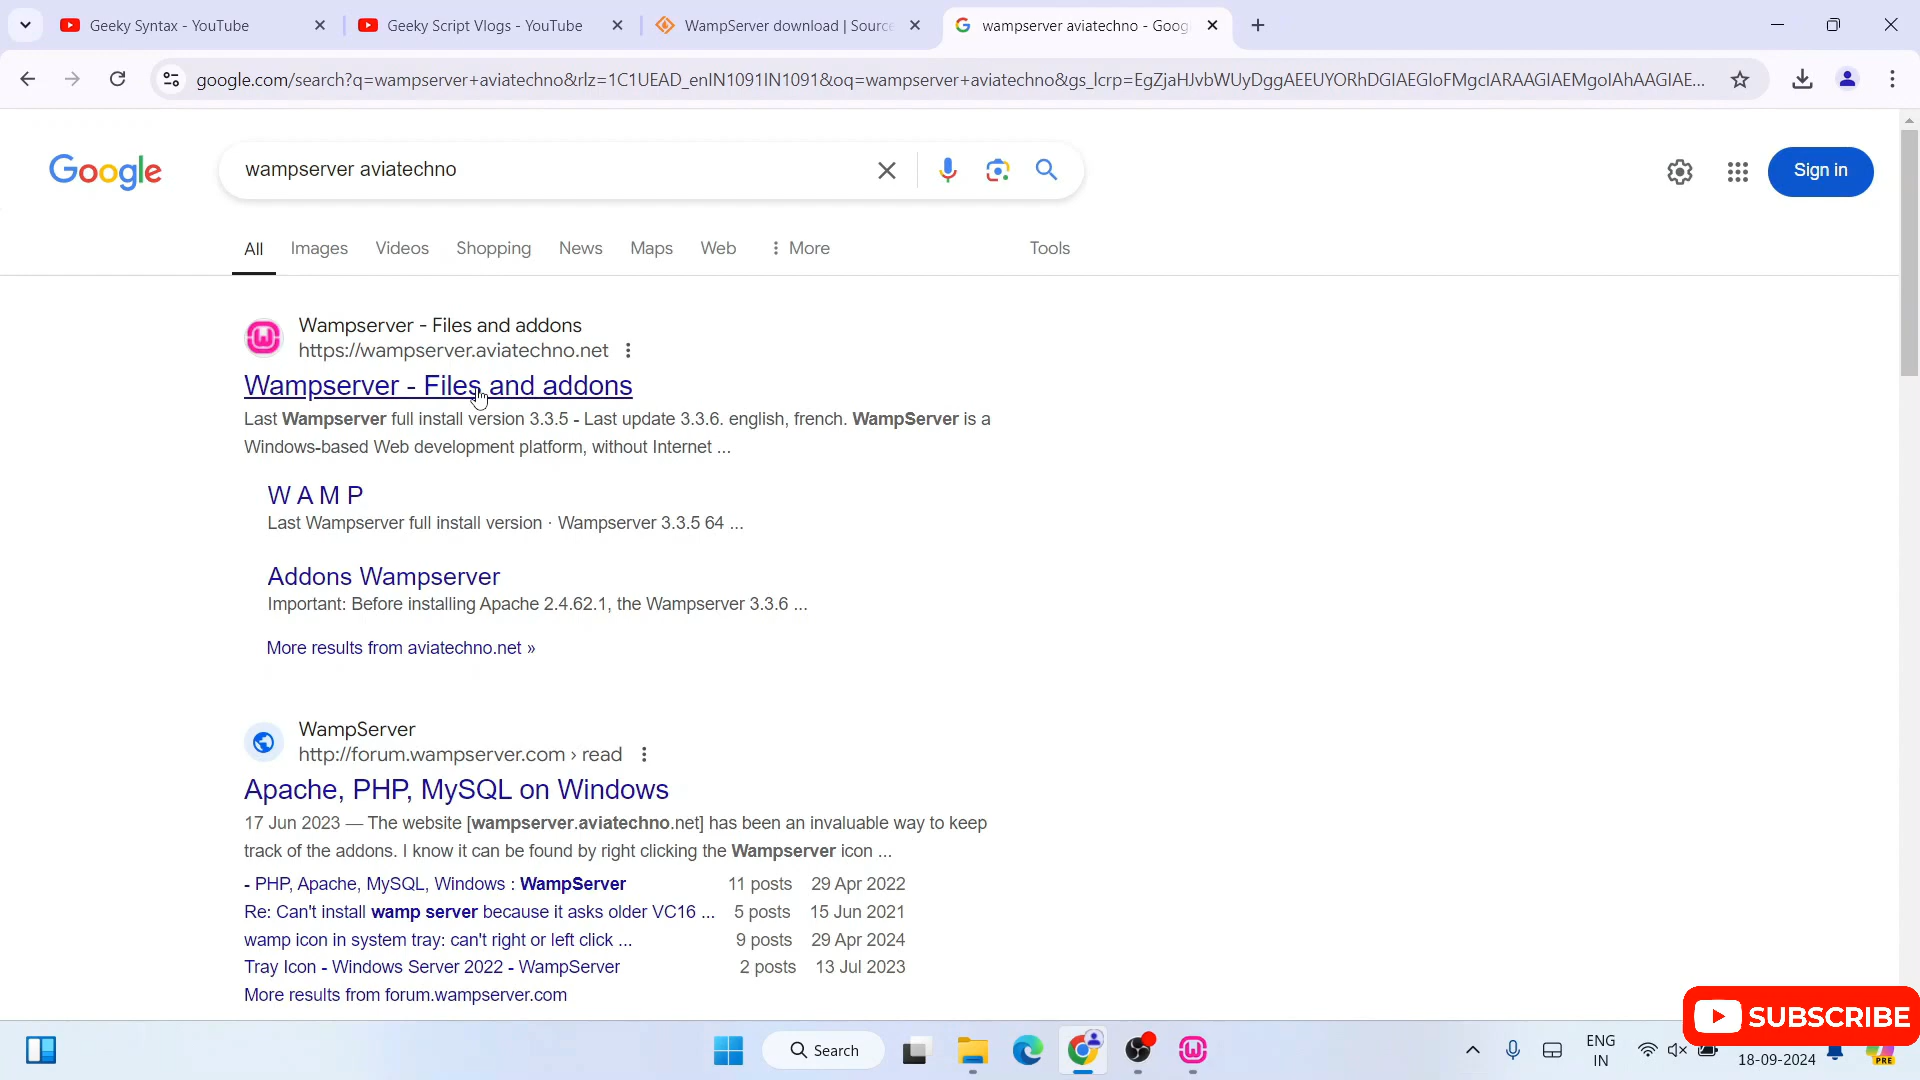 Geeky Syntax - YouTube
Geeky Script Vlogs - YouTube
WampServer download | Source
wampserver aviatechno - Goog
google.com/search?q=wampserver+aviatechno&rlz=1C1UEAD_enIN1091IN1091&oq=wampserver+aviatechno&gs_lcrp=EgZjaHJvbWUyDggAEEUYORhDGIAEGIoFMgcIARAAGIAEMgoIAhAAGIAE...
Google
wampserver aviatechno
Sign in
All Images Videos Shopping News Maps Web More Tools
Wampserver - Files and addons
https://wampserver.aviatechno.net
Wampserver - Files and addons
Last Wampserver full install version 3.3.5 - Last update 3.3.6. english, french. WampServer is a
Windows-based Web development platform, without Internet ...
W A M P
Last Wampserver full install version · Wampserver 3.3.5 64 ...
Addons Wampserver
Important: Before installing Apache 2.4.62.1, the Wampserver 3.3.6 ...
More results from aviatechno.net »
WampServer
http://forum.wampserver.com › read
Apache, PHP, MySQL on Windows
17 Jun 2023 — The website [wampserver.aviatechno.net] has been an invaluable way to keep
track of the addons. I know it can be found by right clicking the Wampserver icon ...
- PHP, Apache, MySQL, Windows : WampServer 11 posts 29 Apr 2022
Re: Can't install wamp server because it asks older VC16 ... 5 posts 15 Jun 2021
wamp icon in system tray: can't right or left click ... 9 posts 29 Apr 2024
Tray Icon - Windows Server 2022 - WampServer 2 posts 13 Jul 2023
More results from forum.wampserver.com
SUBSCRIBE
Search
ENG
IN
18-09-2024
PRE